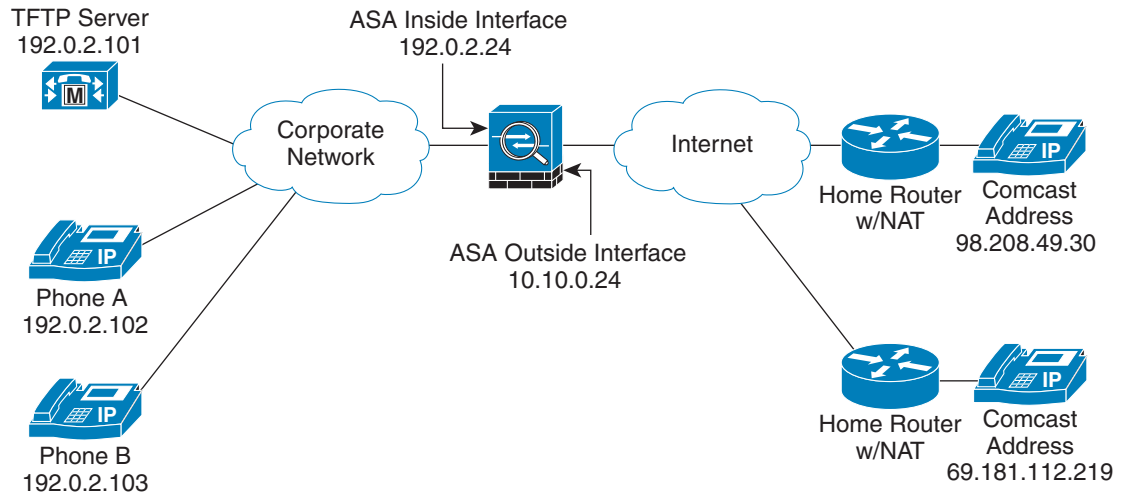 TFTP Server
192.0.2.101
M
ASA Inside Interface
192.0.2.24
Corporate
Network
Internet
IP
Home Router
w/NAT
Comcast
Address
98.208.49.30
ASA Outside Interface
10.10.0.24
IP
Phone A
192.0.2.102
IP
Phone B
192.0.2.103
IP
Home Router
w/NAT
Comcast
Address
69.181.112.219